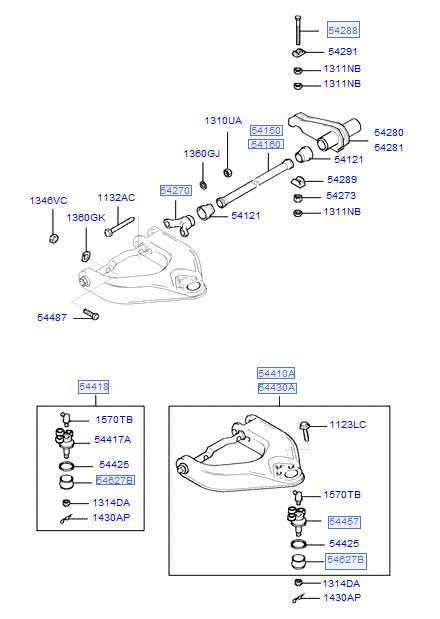 54288
54291
1311NB
1311NB
1310UA
54150
54160
54280
54281
1360GJ
54121
54289
54270
54273
1132AC
1346VC
1360GK
54121
1311NB
54487
54410A
54430A
54418
1570TB
54417A
54425
54627B
1314DA
1430AP
1123LC
1570TB
54457
54425
54627B
1314DA
1430AP